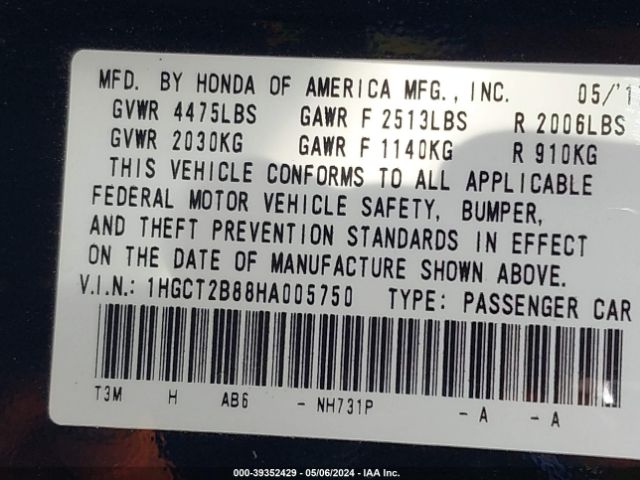 MFD. BY HONDA OF AMERICA MFG., INC. 05/'1
GVWR 4475LBS GAWR F 2513LBS R 2006LBS
GVWR 2030KG GAWR F 1140KG R 910KG
THIS VEHICLE CONFORMS TO ALL APPLICABLE
FEDERAL MOTOR VEHICLE SAFETY, BUMPER,
AND THEFT PREVENTION STANDARDS IN EFFECT
ON THE DATE OF MANUFACTURE SHOWN ABOVE.
V.I.N.: 1HGCT2B88HA005750 TYPE: PASSENGER CAR
T3M H AB6 - NH731P - A - A
000-39352429 - 05/06/2024 - IAA Inc.